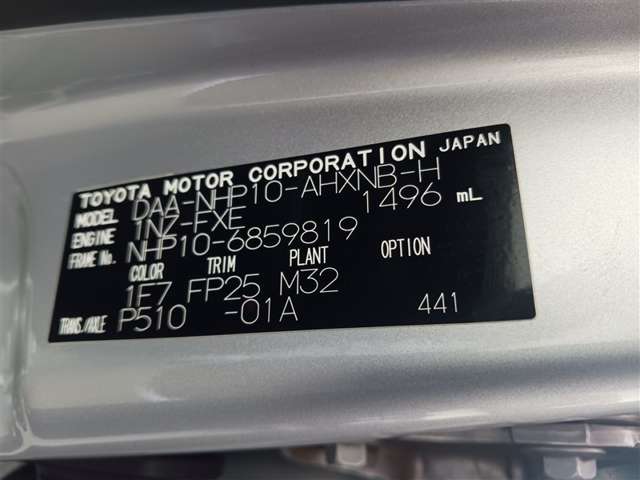 TOYOTA MOTOR CORPORATION JAPAN
MODEL DAA-NHP10-AHXNB-H
ENGINE 1NZ-FXE 1496 mL
FRAME No. NHP10-6859819
COLOR TRIM PLANT OPTION
1F7 FP25 M32
TRANS./AXLE P510 -01A 441